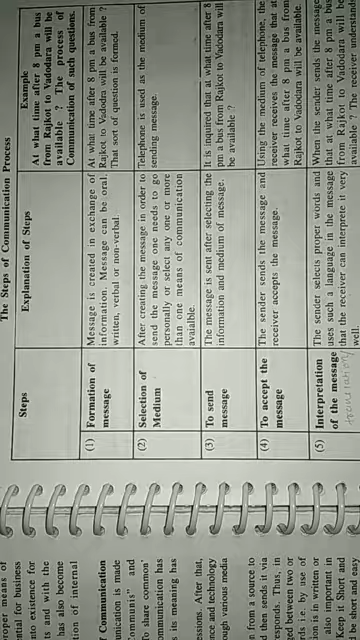 The Steps of Communication Process
Steps
Explanation of Steps
Example
At what time after 8 pm a bus
from Rajkot to Vadodara will be
available ? The process of
Communication of such questions.
(1) Formation of
message
Message is created in exchange of
information. Message can be oral.
written, verbal or non-verbal.
At what time after 8 pm a bus from
Rajkot to Vadodra will be available ?
That sort of question is formed.
(2) Selection of
Medium
After creating the message in order to
send the message one needs to go
personally or select any one or more
than one means of communication
avaialble.
Telephone is used as the medium of
sending message.
(3) To send
message
The message is sent after selecting the
information and medium of message.
It is inquired that at what time after 8
pm a bus from Rajkot to Vadodara will
be available ?
(4) To accept the
message
The sender sends the message and
receiver accepts the message.
Using the medium of telephone, the
receiver receives the message that at
what time after 8 pm a bus from
Rajkot to Vadodara will be available.
(5) Interpretation
of the message
The sender selects proper words and
uses such a language in the message
that the receiver can interpret it very
well.
When the sender sends the message
that at what time after 8 pm a bus
from Rajkot to Vadodara will be
available ? the receiver understands
roper means of
ential for business
into existence for
ts and with the
has also become
tion of internal
f Communication
unication is made
ommunis" and
To share common'
ommunication has
s its meaning has
essions. After that,
ence and technology
ough various media
n from a source to
then sends it via
esponds. Thus, in
d between two or
rds i.e. by use of
n is in written or
also important in
eep it Short and
be short and easy